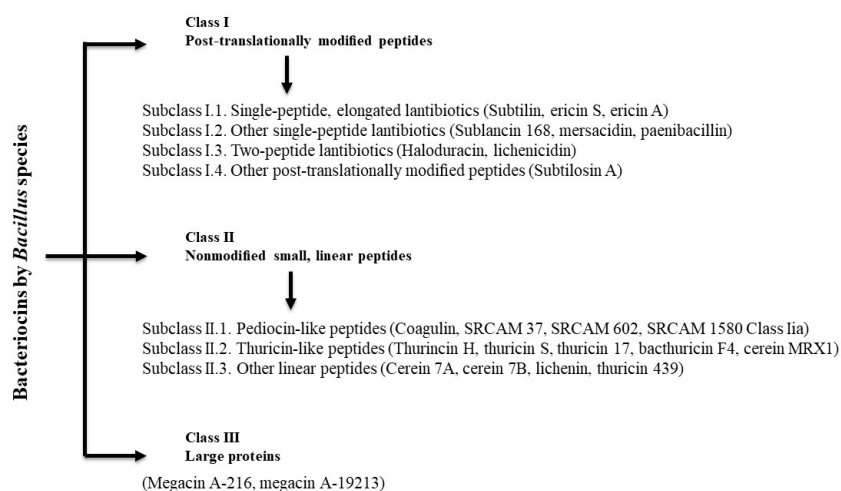 Bacteriocins by Bacillus species
Class I
Post-translationally modified peptides
Subclass I.1. Single-peptide, elongated lantibiotics (Subtilin, ericin S, ericin A)
Subclass I.2. Other single-peptide lantibiotics (Sublancin 168, mersacidin, paenibacillin)
Subclass I.3. Two-peptide lantibiotics (Haloduracin, lichenicidin)
Subclass I.4. Other post-translationally modified peptides (Subtilosin A)
Class II
Nonmodified small, linear peptides
Subclass II.1. Pediocin-like peptides (Coagulin, SRCAM 37, SRCAM 602, SRCAM 1580 Class Iia)
Subclass II.2. Thuricin-like peptides (Thurincin H, thuricin S, thuricin 17, bacthuricin F4, cerein MRX1)
Subclass II.3. Other linear peptides (Cerein 7A, cerein 7B, lichenin, thuricin 439)
Class III
Large proteins
(Megacin A-216, megacin A-19213)